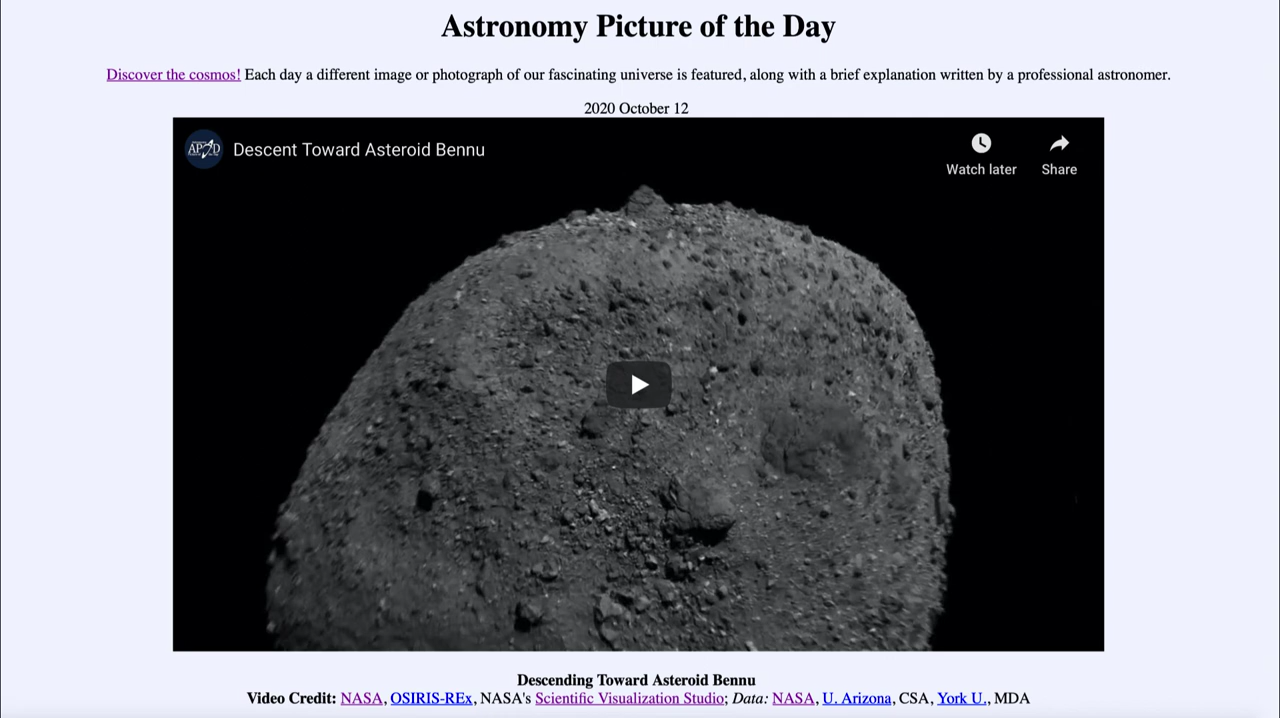 Astronomy Picture of the Day
Discover the cosmos! Each day a different image or photograph of our fascinating universe is featured, along with a brief explanation written by a professional astronomer.
2020 October 12
APOD Descent Toward Asteroid Bennu
Watch later Share
Descending Toward Asteroid Bennu
Video Credit: NASA, OSIRIS-REx, NASA's Scientific Visualization Studio; Data: NASA, U. Arizona, CSA, York U., MDA